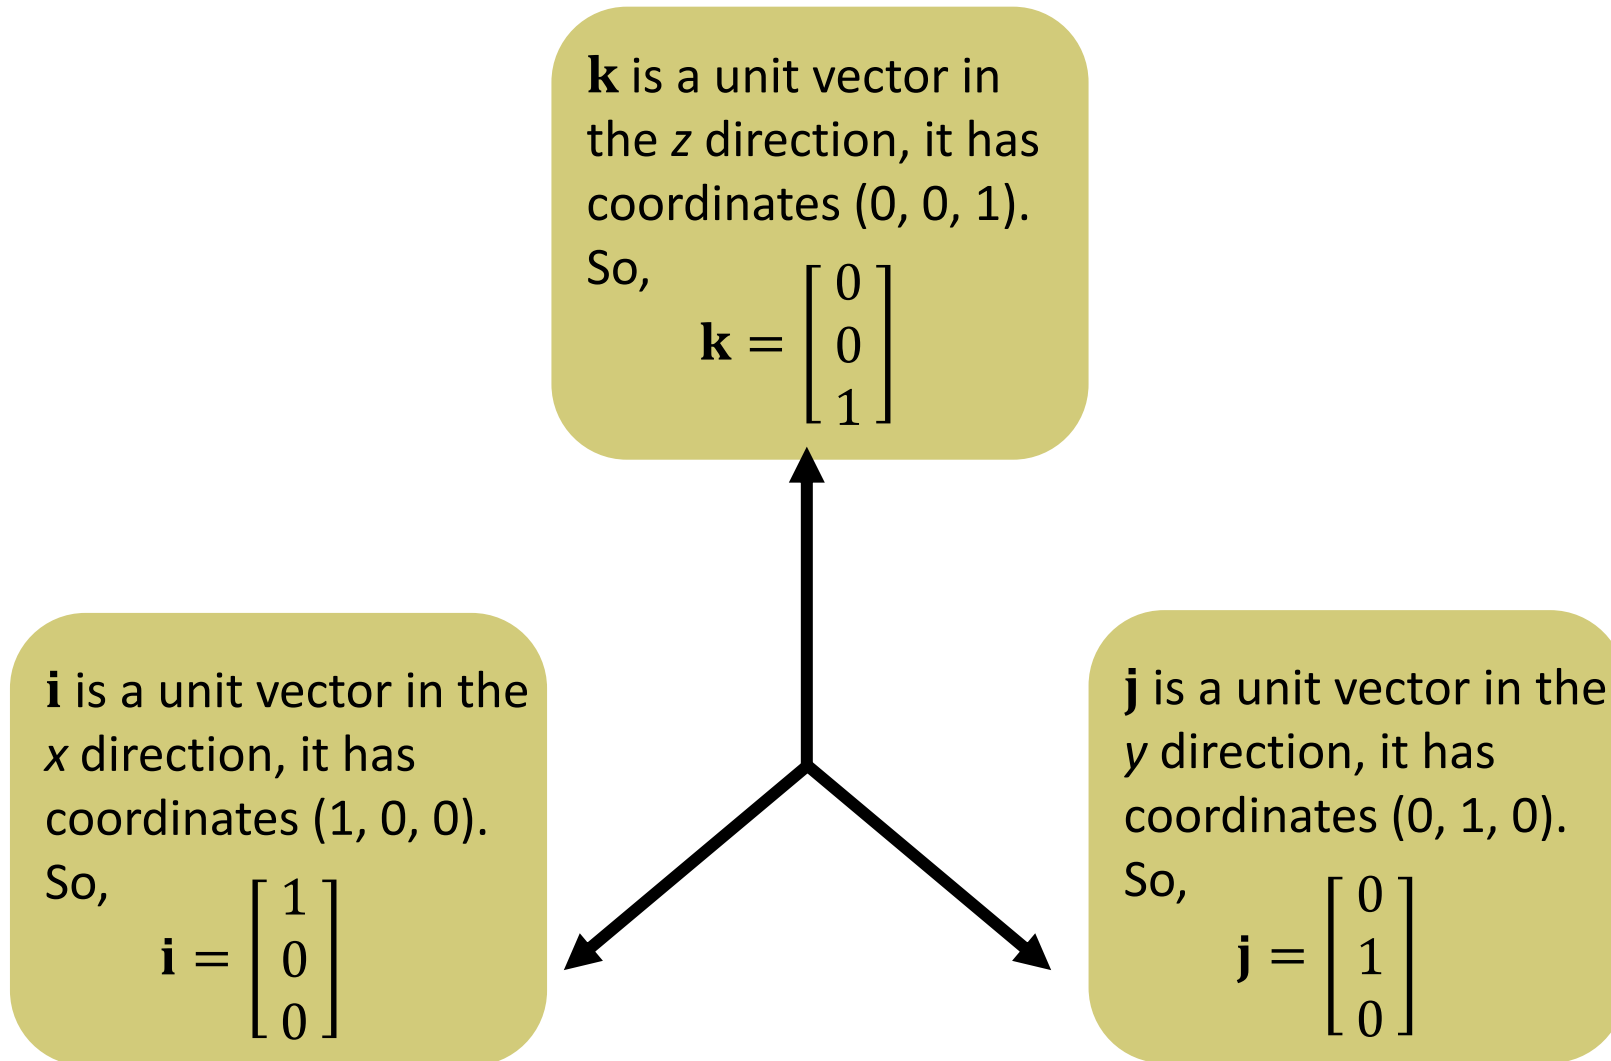 k is a unit vector in
the z direction, it has
coordinates (0, 0, 1).
So,
k = [0
0
1]
i is a unit vector in the
x direction, it has
coordinates (1, 0, 0).
So,
i = [1
0
0]
j is a unit vector in the
y direction, it has
coordinates (0, 1, 0).
So,
j = [0
1
0]